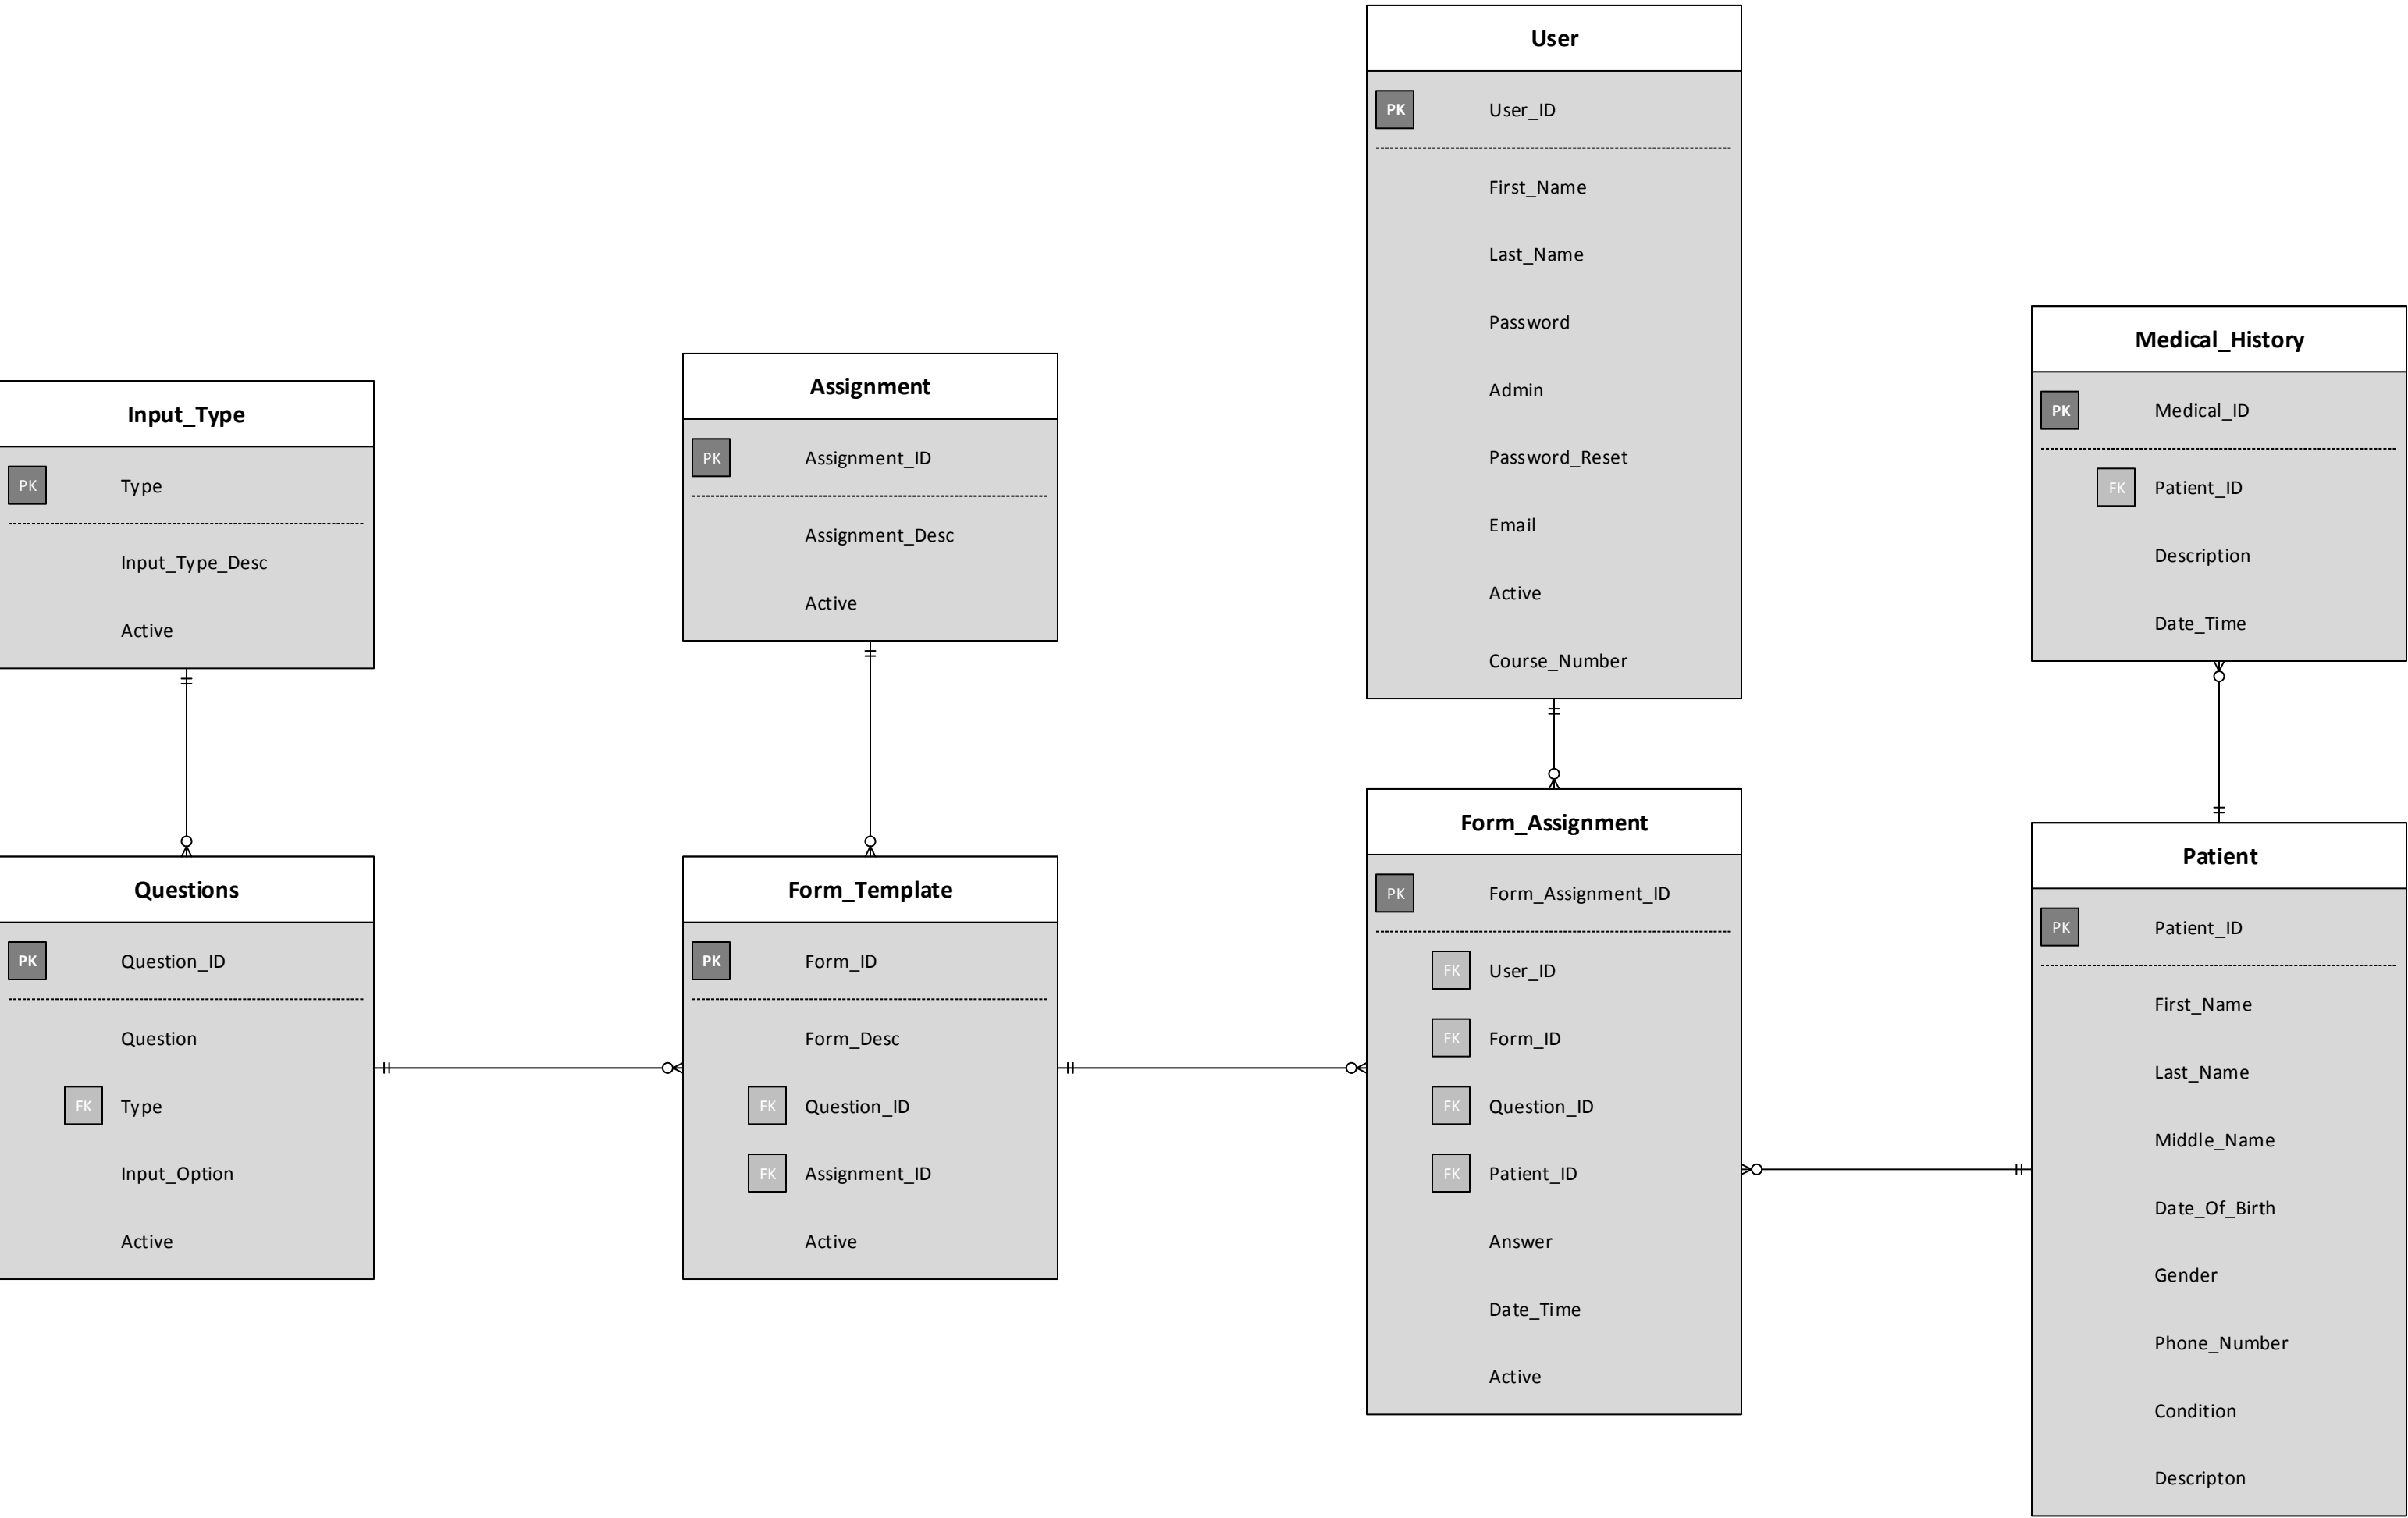 User
PK User_ID
First_Name
Last_Name
Password
Admin
Password_Reset
Email
Active
Course_Number
Medical_History
PK Medical_ID
FK Patient_ID
Description
Date_Time
Assignment
PK Assignment_ID
Assignment_Desc
Active
Input_Type
PK Type
Input_Type_Desc
Active
Questions
PK Question_ID
Question
FK Type
Input_Option
Active
Form_Template
PK Form_ID
Form_Desc
FK Question_ID
FK Assignment_ID
Active
Form_Assignment
PK Form_Assignment_ID
FK User_ID
FK Form_ID
FK Question_ID
FK Patient_ID
Answer
Date_Time
Active
Patient
PK Patient_ID
First_Name
Last_Name
Middle_Name
Date_Of_Birth
Gender
Phone_Number
Condition
Descripton